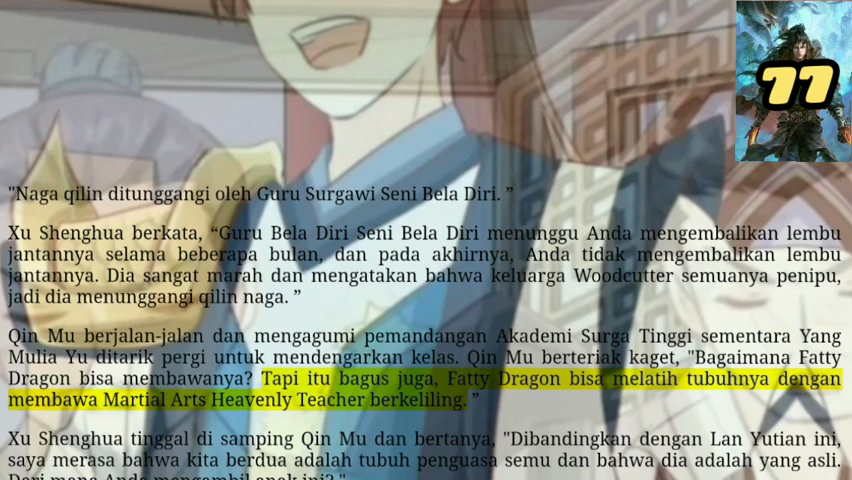 77
"Naga qilin ditunggangi oleh Guru Surgawi Seni Bela Diri. ”
Xu Shenghua berkata, “Guru Bela Diri Seni Bela Diri menunggu Anda mengembalikan lembu
jantannya selama beberapa bulan, dan pada akhirnya, Anda tidak mengembalikan lembu
jantannya. Dia sangat marah dan mengatakan bahwa keluarga Woodcutter semuanya penipu,
jadi dia menunggangi qilin naga. ”
Qin Mu berjalan-jalan dan mengagumi pemandangan Akademi Surga Tinggi sementara Yang
Mulia Yu ditarik pergi untuk mendengarkan kelas. Qin Mu berteriak kaget, "Bagaimana Fatty
Dragon bisa membawanya? Tapi itu bagus juga, Fatty Dragon bisa melatih tubuhnya dengan
membawa Martial Arts Heavenly Teacher berkeliling. ”
Xu Shenghua tinggal di samping Qin Mu dan bertanya, "Dibandingkan dengan Lan Yutian ini,
saya merasa bahwa kita berdua adalah tubuh penguasa semu dan bahwa dia adalah yang asli.
Dari mana Anda mengambil anak ini? "